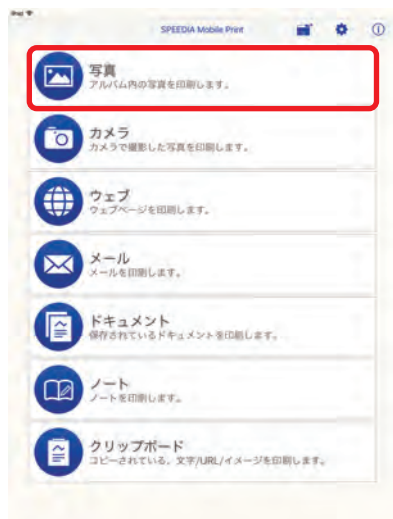 iPad
SPEEDIA Mobile Print
写真
アルバム内の写真を印刷します。
カメラ
カメラで撮影した写真を印刷します。
ウェブ
ウェブページを印刷します。
メール
メールを印刷します。
ドキュメント
保存されているドキュメントを印刷します。
ノート
ノートを印刷します。
クリップボード
コピーされている、文字/URL/イメージを印刷します。